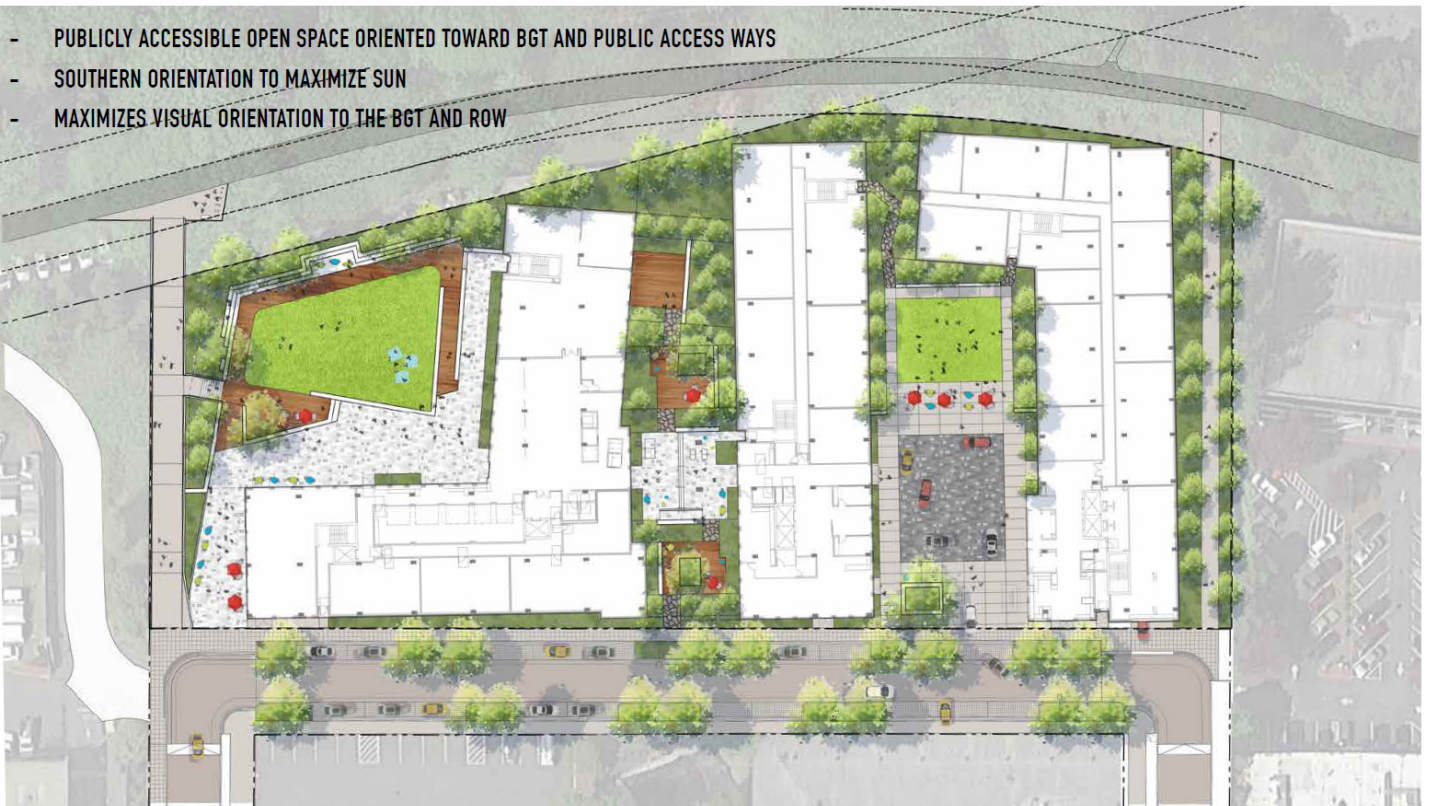 - PUBLICLY ACCESSIBLE OPEN SPACE ORIENTED TOWARD BGT AND PUBLIC ACCESS WAYS
- SOUTHERN ORIENTATION TO MAXIMIZE SUN
- MAXIMIZES VISUAL ORIENTATION TO THE BGT AND ROW